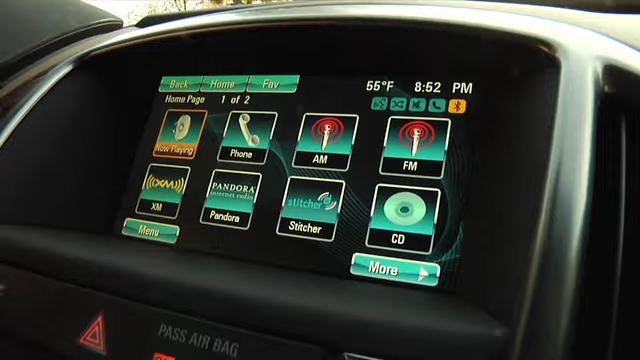 Back Home Fav 55°F 8:52 PM
Home Page 1 of 2
Now Playing Phone AM FM
XM
PANDORA
internet radio
stitcher
XM Pandora Stitcher CD
Menu More
PASS AIR BAG